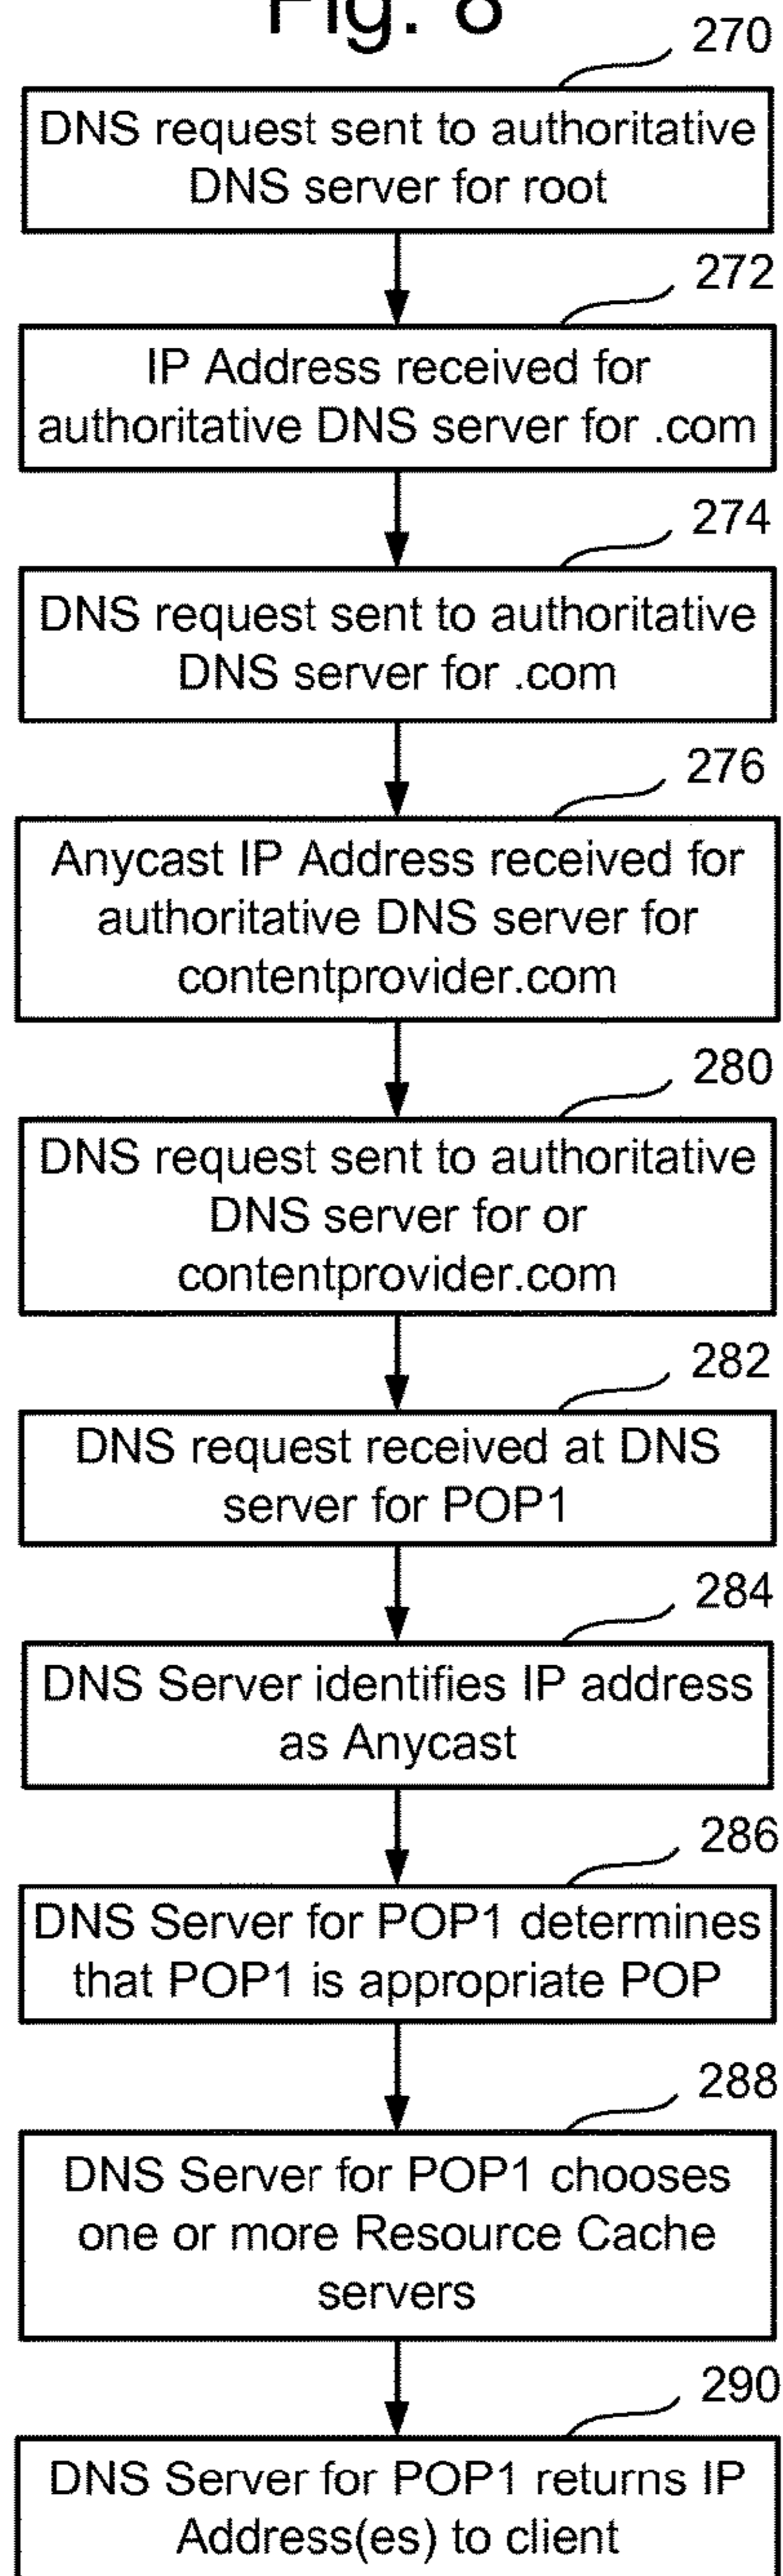 Fig. 8
270
DNS request sent to authoritative
DNS server for root
272
IP Address received for
authoritative DNS server for .com
274
DNS request sent to authoritative
DNS server for .com
276
Anycast IP Address received for
authoritative DNS server for
contentprovider.com
280
DNS request sent to authoritative
DNS server for or
contentprovider.com
282
DNS request received at DNS
server for POP1
284
DNS Server identifies IP address
as Anycast
286
DNS Server for POP1 determines
that POP1 is appropriate POP
288
DNS Server for POP1 chooses
one or more Resource Cache
servers
290
DNS Server for POP1 returns IP
Address(es) to client